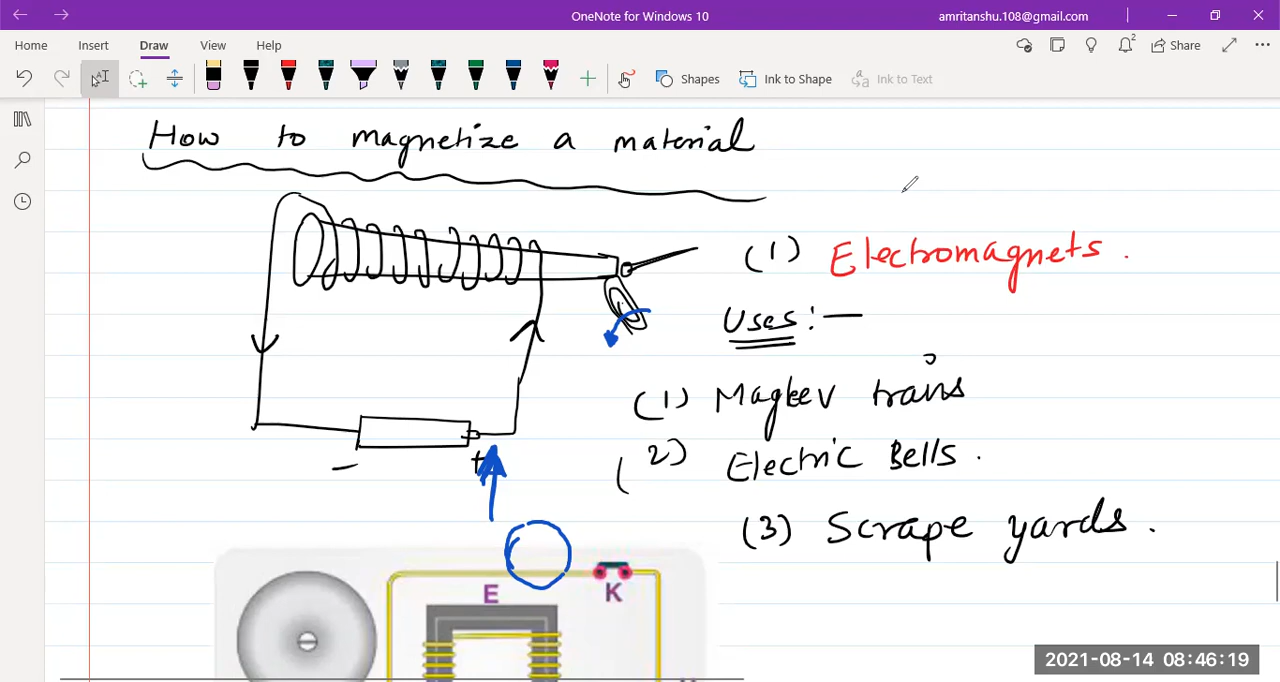 OneNote for Windows 10
amritanshu.108@gmail.com
Home Insert Draw View Help
Share
Shapes Ink to Shape Ink to Text
How to magnetize a material
(1) Electromagnets.
Uses:—
(1) Maglev trains
(2) Electric Bells.
(3) Scrape yards.
− +
E K
2021-08-14 08:46:19